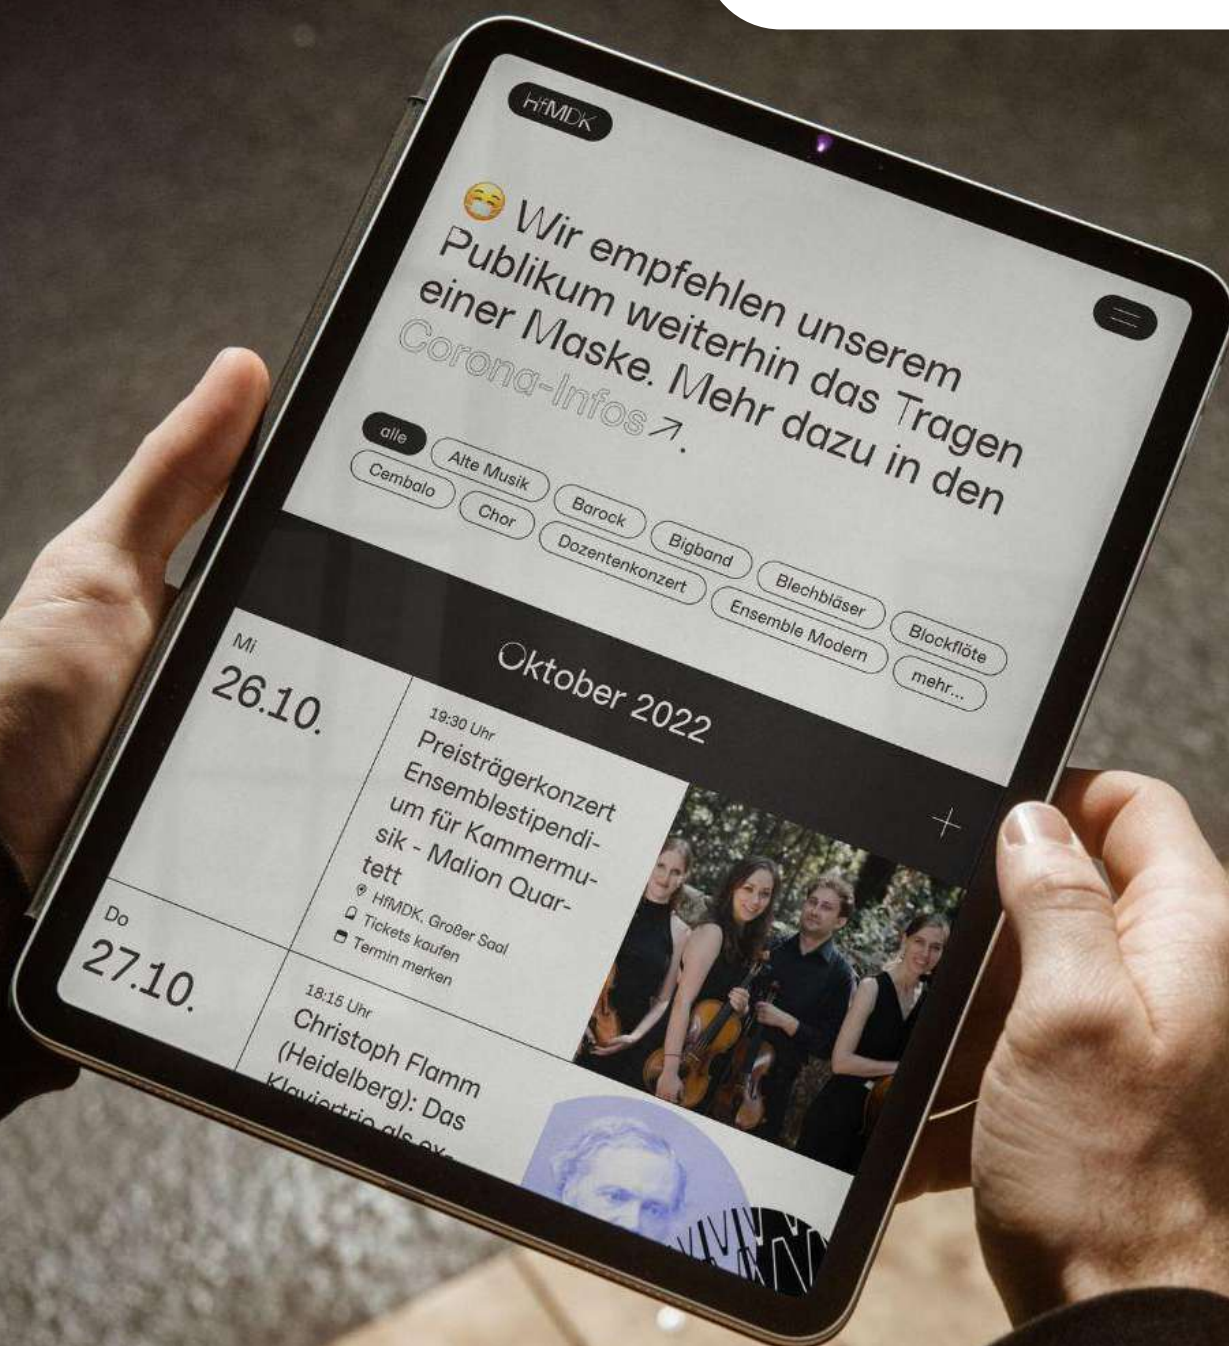 HfMDK
😷 Wir empfehlen unserem
Publikum weiterhin das Tragen
einer Maske. Mehr dazu in den
Corona-Infos↗.
alle Alte Musik Barock Bigband Blechbläser Blockflöte
Cembalo Chor Dozentenkonzert Ensemble Modern mehr...
Oktober 2022
Mi
26.10.
19:30 Uhr
Preisträgerkonzert
Ensemblestipendi-
um für Kammermu-
sik - Malion Quar-
tett
HfMDK, Großer Saal
Tickets kaufen
Termin merken
Do
27.10.
18:15 Uhr
Christoph Flamm
(Heidelberg): Das
Klaviertrio als ex-